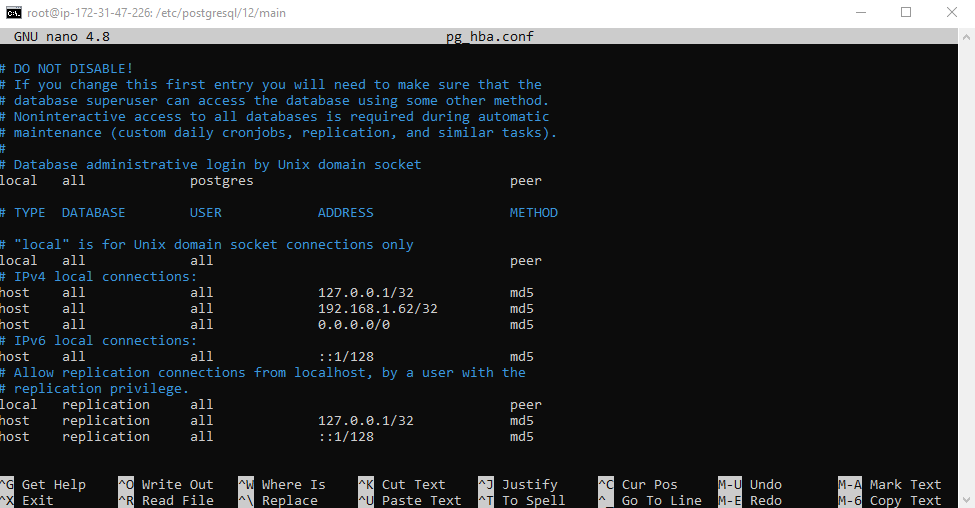 root@ip-172-31-47-226: /etc/postgresql/12/main
GNU nano 4.8 pg_hba.conf
# DO NOT DISABLE!
# If you change this first entry you will need to make sure that the
# database superuser can access the database using some other method.
# Noninteractive access to all databases is required during automatic
# maintenance (custom daily cronjobs, replication, and similar tasks).
#
# Database administrative login by Unix domain socket
local all postgres peer
# TYPE DATABASE USER ADDRESS METHOD
# "local" is for Unix domain socket connections only
local all all peer
# IPv4 local connections:
host all all 127.0.0.1/32 md5
host all all 192.168.1.62/32 md5
host all all 0.0.0.0/0 md5
# IPv6 local connections:
host all all ::1/128 md5
# Allow replication connections from localhost, by a user with the
# replication privilege.
local replication all peer
host replication all 127.0.0.1/32 md5
host replication all ::1/128 md5
^G Get Help ^O Write Out ^W Where Is ^K Cut Text ^J Justify ^C Cur Pos M-U Undo M-A Mark Text
^X Exit ^R Read File ^\ Replace ^U Paste Text ^T To Spell ^_ Go To Line M-E Redo M-6 Copy Text